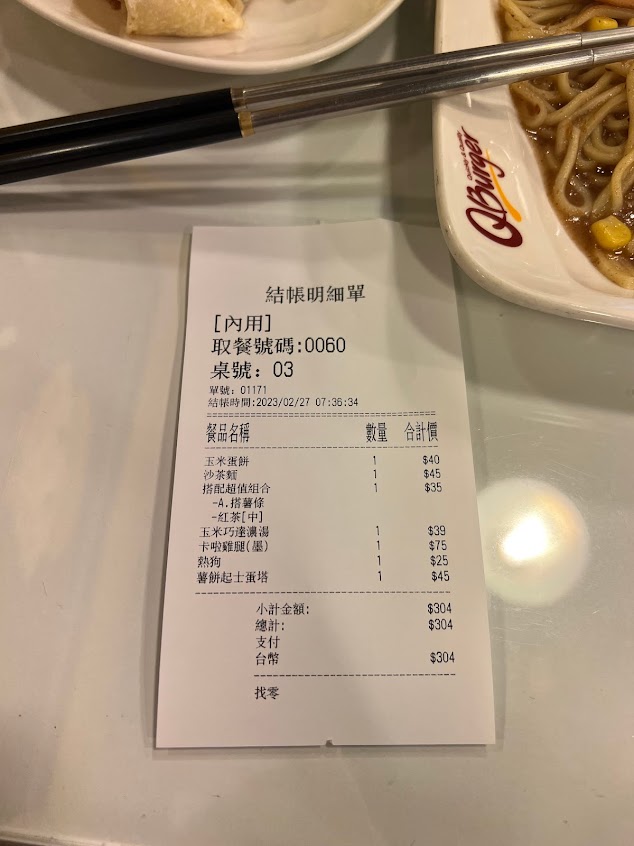 QBurger
結帳明細單
[內用]
取餐號碼:0060
桌號: 03
單號: 01171
結帳時間:2023/02/27 07:36:34
餐品名稱 數量 合計價
玉米蛋餅 1 $40
沙茶麵 1 $45
搭配超值組合 1 $35
-A.搭薯條
-紅茶[中]
玉米巧達濃湯 1 $39
卡啦雞腿(墨) 1 $75
熱狗 1 $25
薯餅起士蛋塔 1 $45
小計金額: $304
總計: $304
支付
台幣 $304
找零